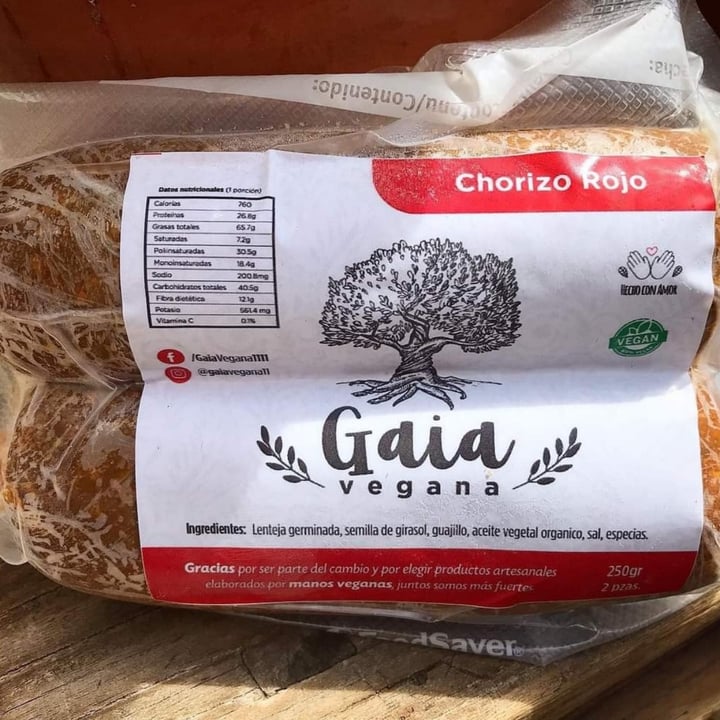 Fecha:
Contenu/Contenido:
Chorizo Rojo
Datos nutricionales (1 porción)
Calorías 760
Proteínas 26.8g
Grasas totales 65.7g
Saturadas 7.2g
Poliinsaturadas 30.5g
Monoinsaturadas 18.4g
Sodio 200.8mg
Carbohidratos totales 40.5g
Fibra dietética 12.1g
Potasio 561.4 mg
Vitamina C 0.1%
HECHO CON AMOR
VEGAN
/GaiaVegana1111
@gaiavegana11
Gaia
vegana
Ingredientes: Lenteja germinada, semilla de girasol, guajillo, aceite vegetal organico, sal, especias.
Gracias por ser parte del cambio y por elegir productos artesanales
elaborados por manos veganas, juntos somos más fuertes.
250gr
2 pzas.
FoodSaver®